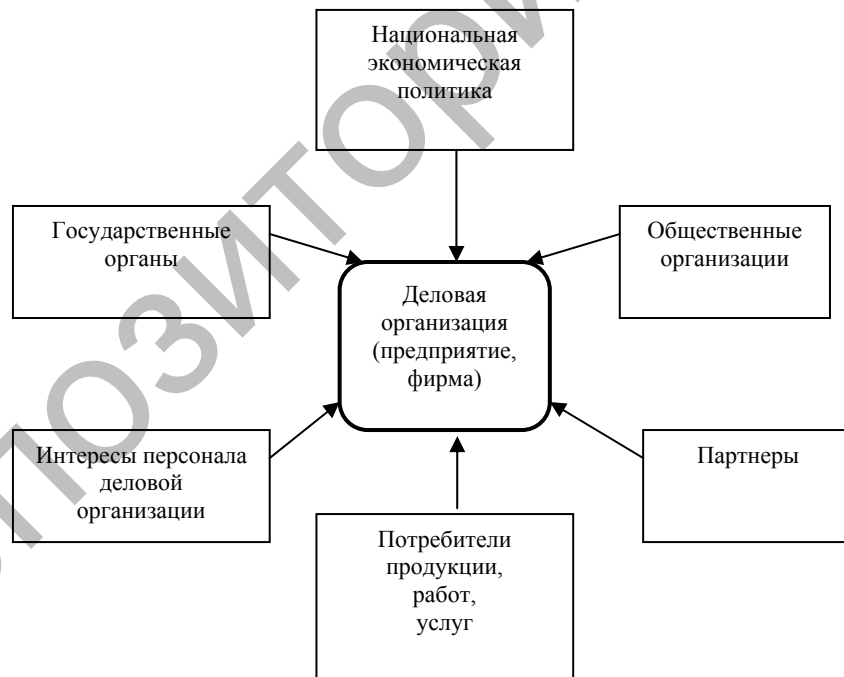 Национальная
экономическая
политика
Государственные
органы
Общественные
организации
Деловая
организация
(предприятие,
фирма)
Интересы персонала
деловой
организации
Партнеры
Потребители
продукции,
работ,
услуг